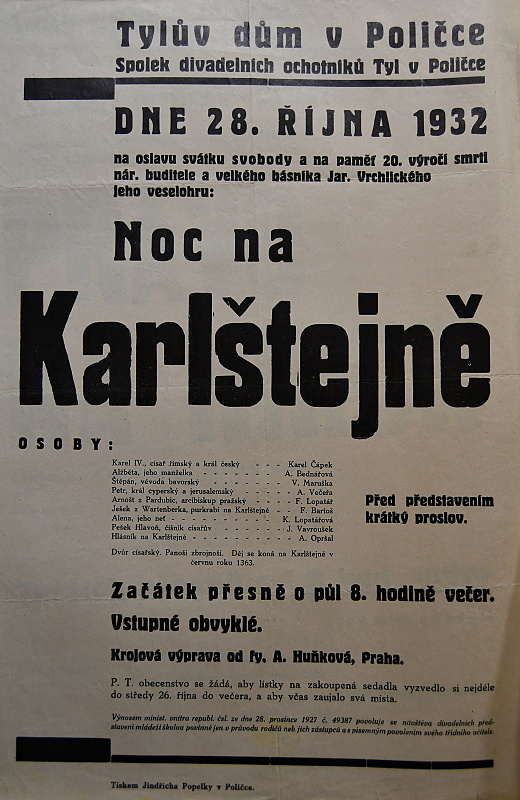 Tylův dům v Poličce
Spolek divadelních ochotníků Tyl v Poličce
DNE 28. ŘÍJNA 1932
na oslavu svátku svobody a na paměť 20. výročí smrti
nár. buditele a velkého básníka Jar. Vrchlického
jeho veselohru:
Noc na
Karlštejně
OSOBY:
Karel IV., císař římský a král český - - - Karel Čápek
Alžběta, jeho manželka - - - - - - - A. Bednářová
Štěpán, vévoda bavorský - - - - - - - V. Maruška
Petr, král cyperský a jerusalemský - - - - - A. Večeřa
Arnošt z Pardubic, arcibiskup pražský - - - - F. Lopatář
Ješek z Wartenberka, purkrabí na Karlštejně - - F. Bartoš
Alena, jeho neť - - - - - - - - - K. Lopatářová
Pešek Hlavoň, číšník císařův - - - - - - J. Vavroušek
Hlásník na Karlštejně - - - - - - - - A. Opršal
Před představením
krátký proslov.
Dvůr císařský. Panoši zbrojnoši. Děj se koná na Karlštejně v
červnu roku 1363.
Začátek přesně o půl 8. hodině večer.
Vstupné obvyklé.
Krojová výprava od fy. A. Huňková, Praha.
P. T. obecenstvo se žádá, aby lístky na zakoupená sedadla vyzvedlo si nejdéle
do středy 26. října do večera, a aby včas zaujalo svá místa.
Výnosem minist. vnitra republ. čsl. ze dne 28. prosince 1927 č. 49387 povoluje se návštěva divadelních před-
stavení mládeži školou povinné jen v průvodu rodičů neb jich zástupců a s písemným povolením svého třídního učitele.
Tiskem Jindřicha Popelky v Poličce.